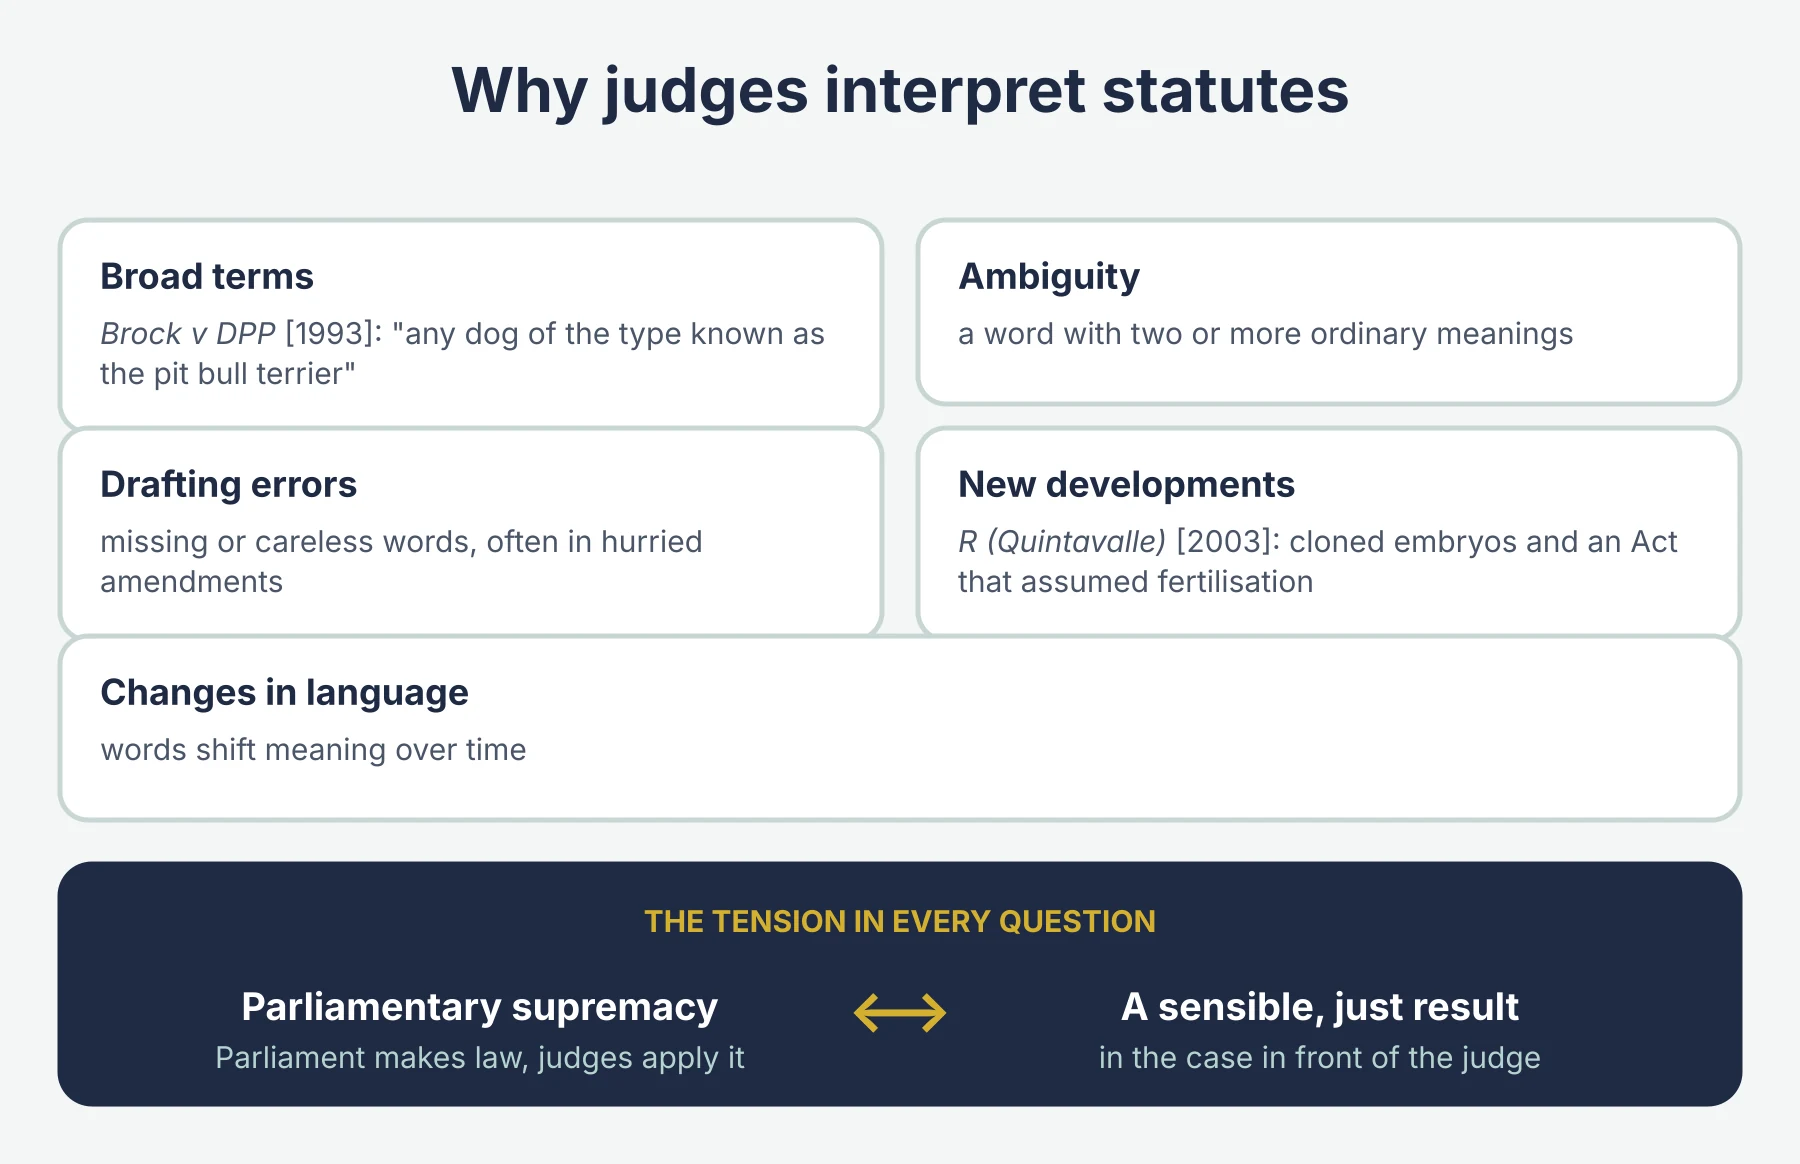 Why judges interpret statutes
Broad terms
Brock v DPP [1993]: "any dog of the type known as
the pit bull terrier"
Ambiguity
a word with two or more ordinary meanings
Drafting errors
missing or careless words, often in hurried
amendments
New developments
R (Quintavalle) [2003]: cloned embryos and an Act
that assumed fertilisation
Changes in language
words shift meaning over time
THE TENSION IN EVERY QUESTION
Parliamentary supremacy
Parliament makes law, judges apply it
A sensible, just result
in the case in front of the judge